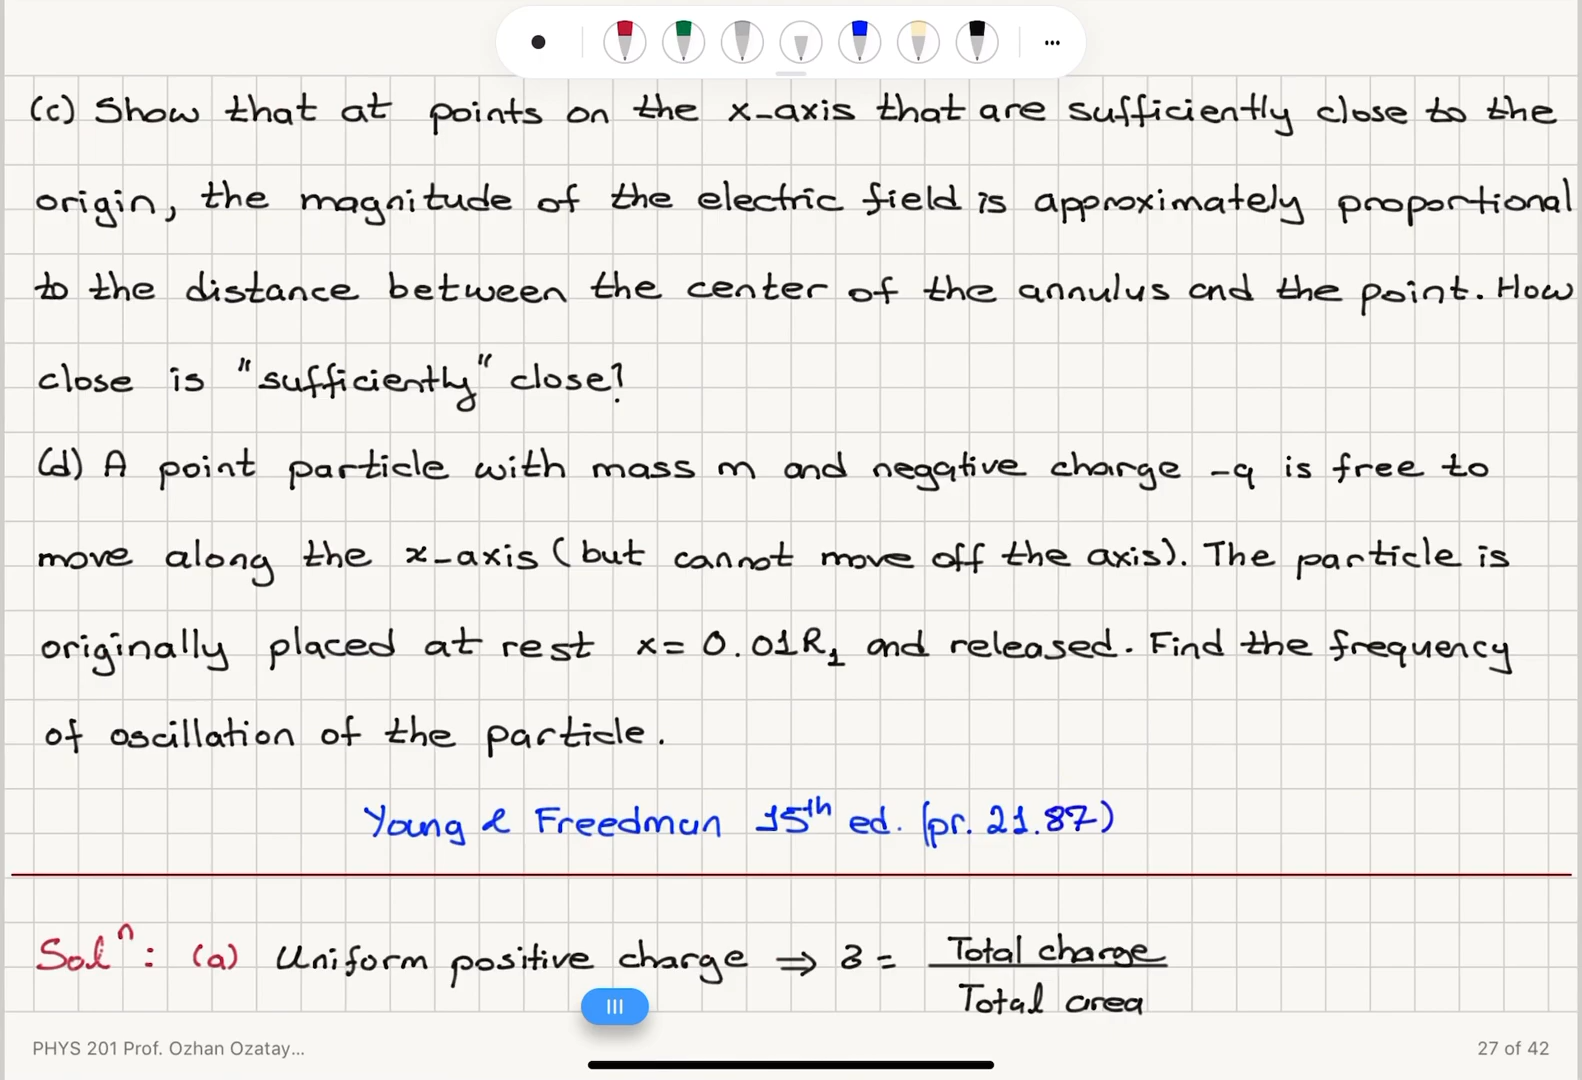 (c) Show that at points on the x-axis that are sufficiently close to the
origin, the magnitude of the electric field is approximately proportional
to the distance between the center of the annulus and the point. How
close is "sufficiently" close?
(d) A point particle with mass m and negative charge -q is free to
move along the x-axis (but cannot move off the axis). The particle is
originally placed at rest x = 0.01R₁ and released. Find the frequency
of oscillation of the particle.
Young & Freedman 15th ed. (pr. 21.87)
Solⁿ: (a) Uniform positive charge ⇒ ϭ = Total charge
Total area
PHYS 201 Prof. Ozhan Ozatay...
27 of 42